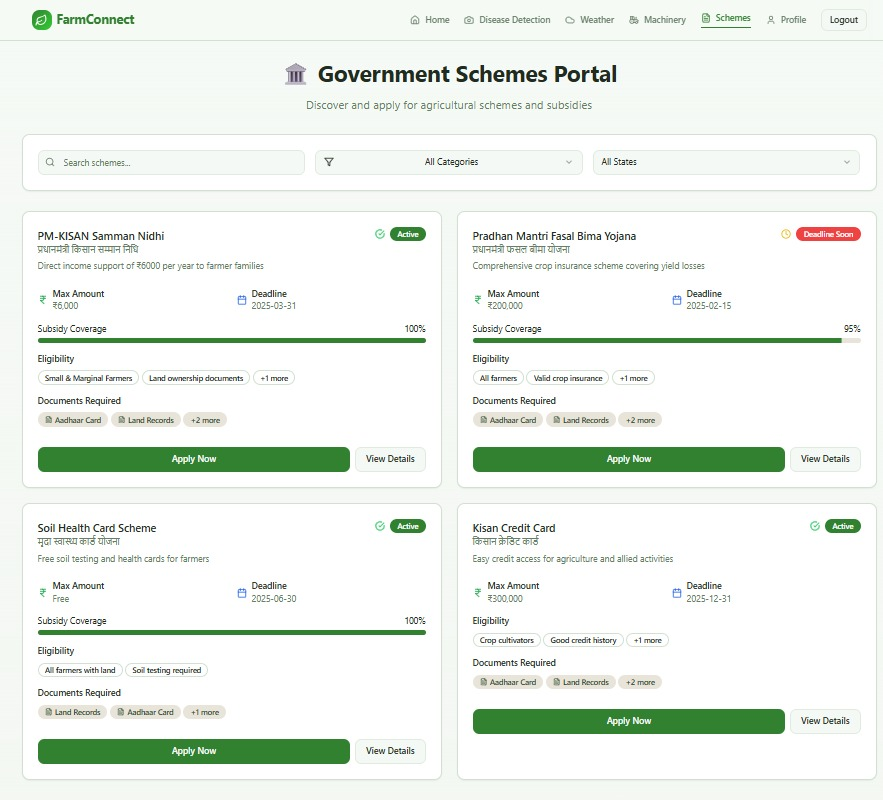 FarmConnect
Home Disease Detection Weather Machinery Schemes Profile Logout
Government Schemes Portal
Discover and apply for agricultural schemes and subsidies
Search schemes... All Categories All States
PM-KISAN Samman Nidhi Active
प्रधानमंत्री किसान सम्मान निधि
Direct income support of ₹6000 per year to farmer families
Max Amount Deadline
₹6,000 2025-03-31
Subsidy Coverage 100%
Eligibility
Small & Marginal Farmers Land ownership documents +1 more
Documents Required
Aadhaar Card Land Records +2 more
Apply Now View Details
Pradhan Mantri Fasal Bima Yojana Deadline Soon
प्रधानमंत्री फसल बीमा योजना
Comprehensive crop insurance scheme covering yield losses
Max Amount Deadline
₹200,000 2025-02-15
Subsidy Coverage 95%
Eligibility
All farmers Valid crop insurance +1 more
Documents Required
Aadhaar Card Land Records +2 more
Apply Now View Details
Soil Health Card Scheme Active
मृदा स्वास्थ्य कार्ड योजना
Free soil testing and health cards for farmers
Max Amount Deadline
Free 2025-06-30
Subsidy Coverage 100%
Eligibility
All farmers with land Soil testing required
Documents Required
Land Records Aadhaar Card +1 more
Apply Now View Details
Kisan Credit Card Active
किसान क्रेडिट कार्ड
Easy credit access for agriculture and allied activities
Max Amount Deadline
₹300,000 2025-12-31
Eligibility
Crop cultivators Good credit history +1 more
Documents Required
Aadhaar Card Land Records +2 more
Apply Now View Details